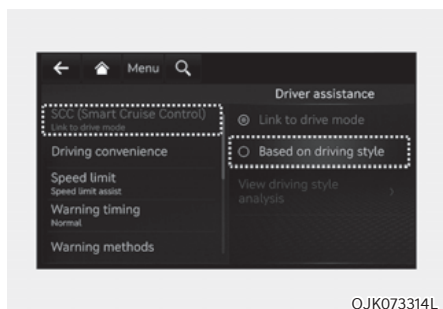 Menu
Driver assistance
SCC (Smart Cruise Control)
Link to drive mode
Driving convenience
Speed limit
Speed limit assist
Warning timing
Normal
Warning methods
Link to drive mode
Based on driving style
View driving style
analysis
OJK073314L